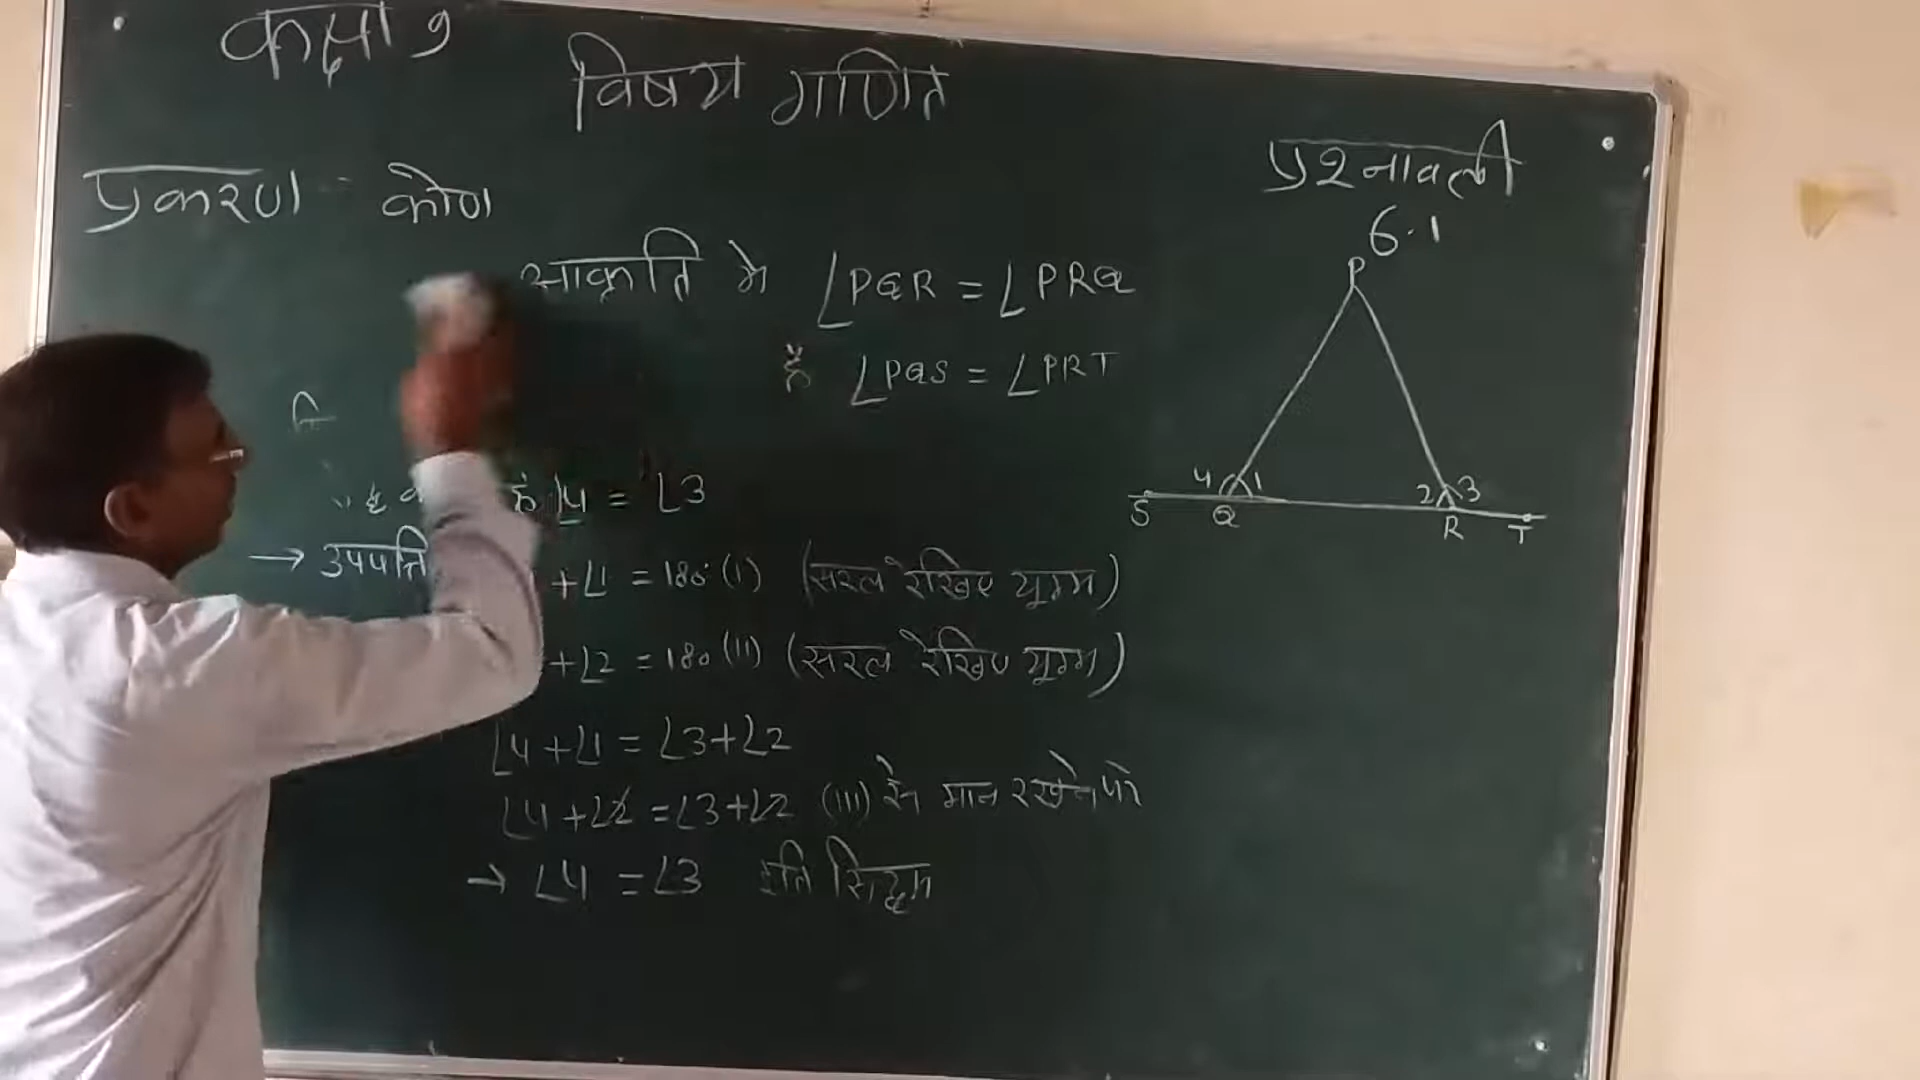 कक्षा 9
विषय गणित
प्रकरण - कोण
प्रश्नावली
6.1
आकृति में ∠PQR = ∠PRQ
है ∠PQS = ∠PRT
∠4 = ∠3
→ उपपत्ति
+∠1 = 180° (I) (सरल रेखिए युग्म)
+∠2 = 180 (II) (सरल रेखिए युग्म)
∠4 + ∠1 = ∠3 + ∠2
∠4 + ∠2 = ∠3 + ∠2 (III) से मान रखने पर
→ ∠4 = ∠3 इति सिद्धम
P
4 1
2 3
S Q R T